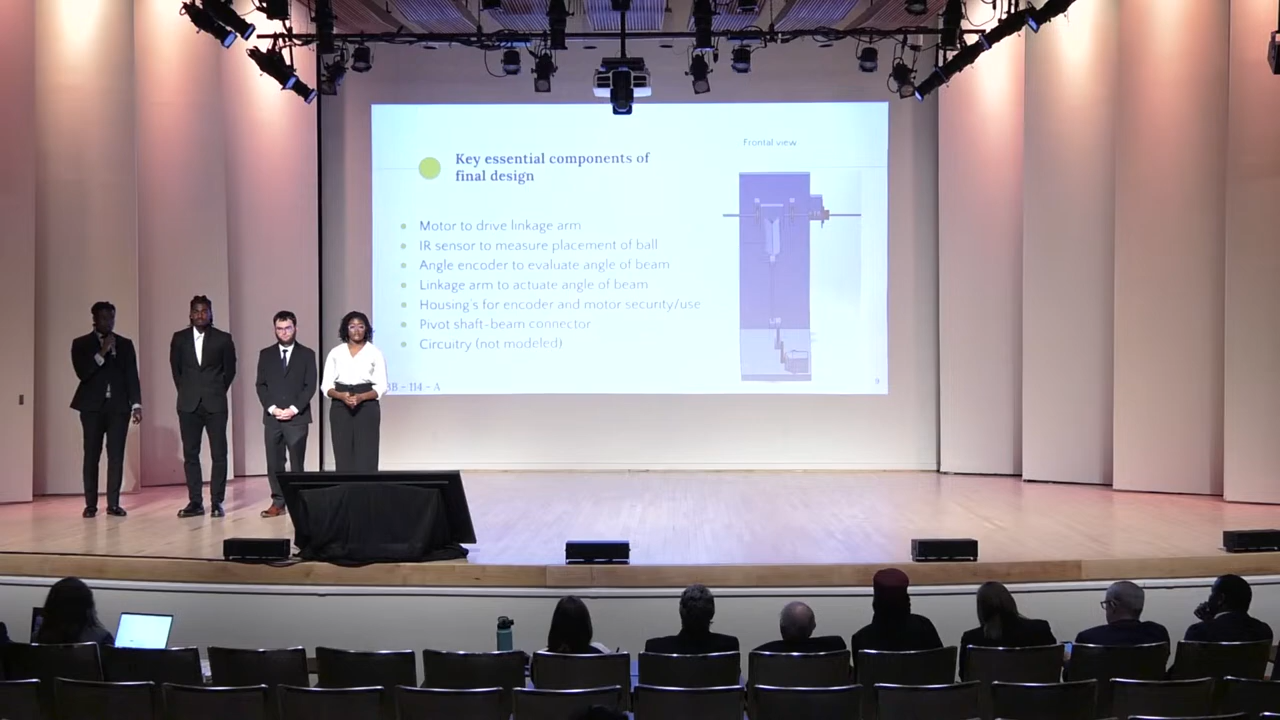 Frontal view
Key essential components of
final design
Motor to drive linkage arm
IR sensor to measure placement of ball
Angle encoder to evaluate angle of beam
Linkage arm to actuate angle of beam
Housing's for encoder and motor security/use
Pivot shaft-beam connector
Circuitry (not modeled)
BB - 114 - A
9